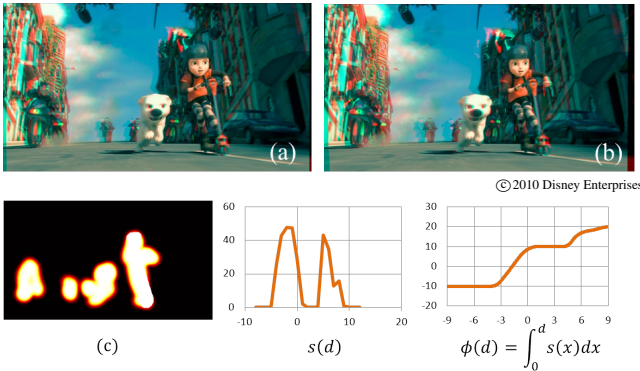 (a)
(b)
©2010 Disney Enterprises
60
40
20
0
-10 0 10 20
30
20
10
0
-10
-20
-9 -6 -3 0 3 6 9
(c)
s(d)
ϕ(d) = ∫₀ᵈ s(x)dx